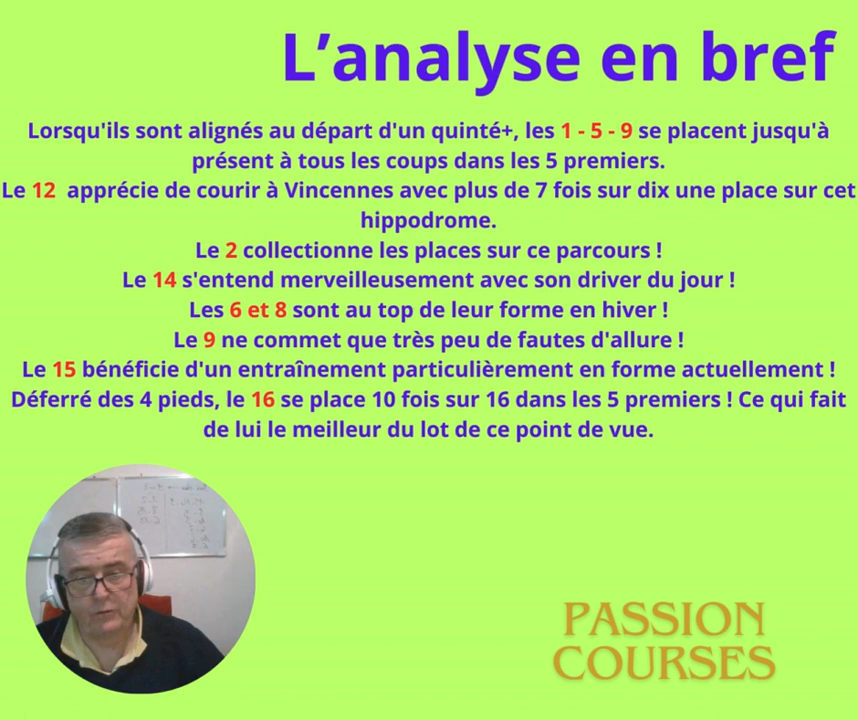 L’analyse en bref
Lorsqu'ils sont alignés au départ d'un quinté+, les 1 - 5 - 9 se placent jusqu'à
présent à tous les coups dans les 5 premiers.
Le 12 apprécie de courir à Vincennes avec plus de 7 fois sur dix une place sur cet
hippodrome.
Le 2 collectionne les places sur ce parcours !
Le 14 s'entend merveilleusement avec son driver du jour !
Les 6 et 8 sont au top de leur forme en hiver !
Le 9 ne commet que très peu de fautes d'allure !
Le 15 bénéficie d'un entraînement particulièrement en forme actuellement !
Déferré des 4 pieds, le 16 se place 10 fois sur 16 dans les 5 premiers ! Ce qui fait
de lui le meilleur du lot de ce point de vue.
PASSION
COURSES